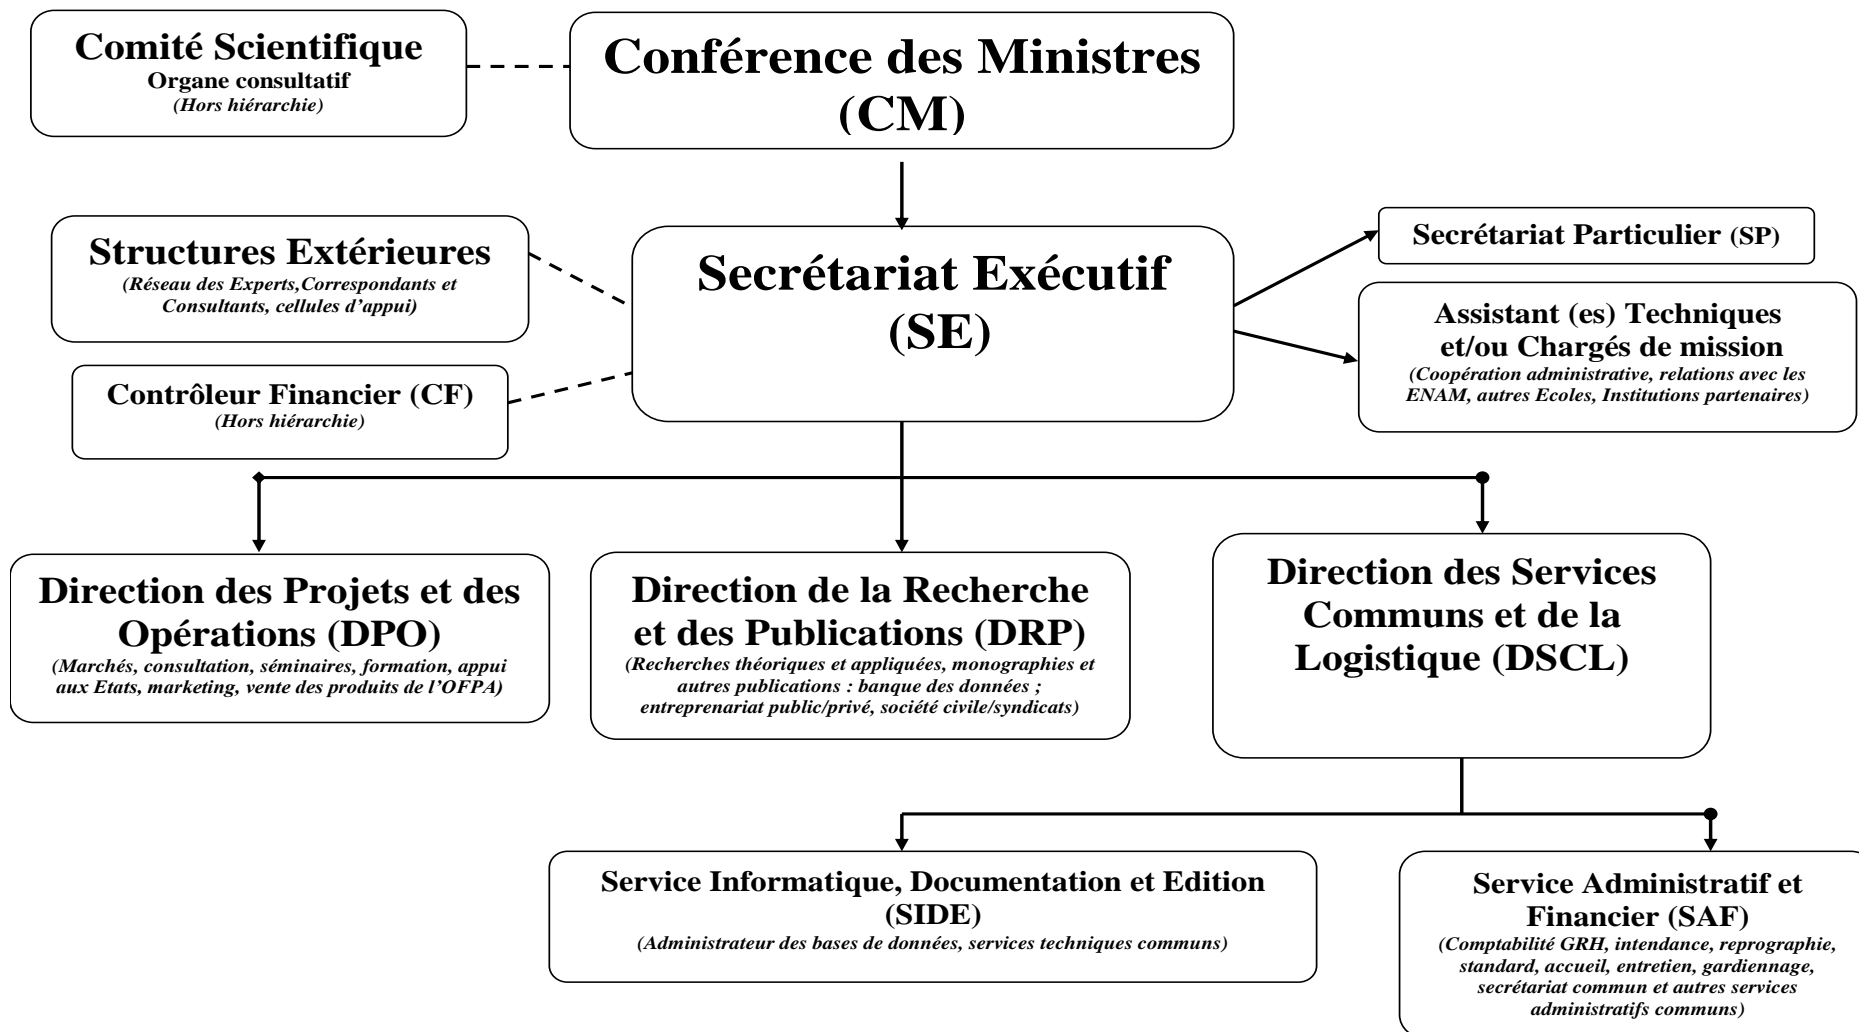 Comité Scientifique
Organe consultatif
(Hors hiérarchie)
Conférence des Ministres
(CM)
Structures Extérieures
(Réseau des Experts,Correspondants et
Consultants, cellules d’appui)
Secrétariat Exécutif
(SE)
Secrétariat Particulier (SP)
Assistant (es) Techniques
et/ou Chargés de mission
(Coopération administrative, relations avec les
ENAM, autres Ecoles, Institutions partenaires)
Contrôleur Financier (CF)
(Hors hiérarchie)
Direction des Projets et des
Opérations (DPO)
(Marchés, consultation, séminaires, formation, appui
aux Etats, marketing, vente des produits de l’OFPA)
Direction de la Recherche
et des Publications (DRP)
(Recherches théoriques et appliquées, monographies et
autres publications : banque des données ;
entreprenariat public/privé, société civile/syndicats)
Direction des Services
Communs et de la
Logistique (DSCL)
Service Informatique, Documentation et Edition
(SIDE)
(Administrateur des bases de données, services techniques communs)
Service Administratif et
Financier (SAF)
(Comptabilité GRH, intendance, reprographie,
standard, accueil, entretien, gardiennage,
secrétariat commun et autres services
administratifs communs)